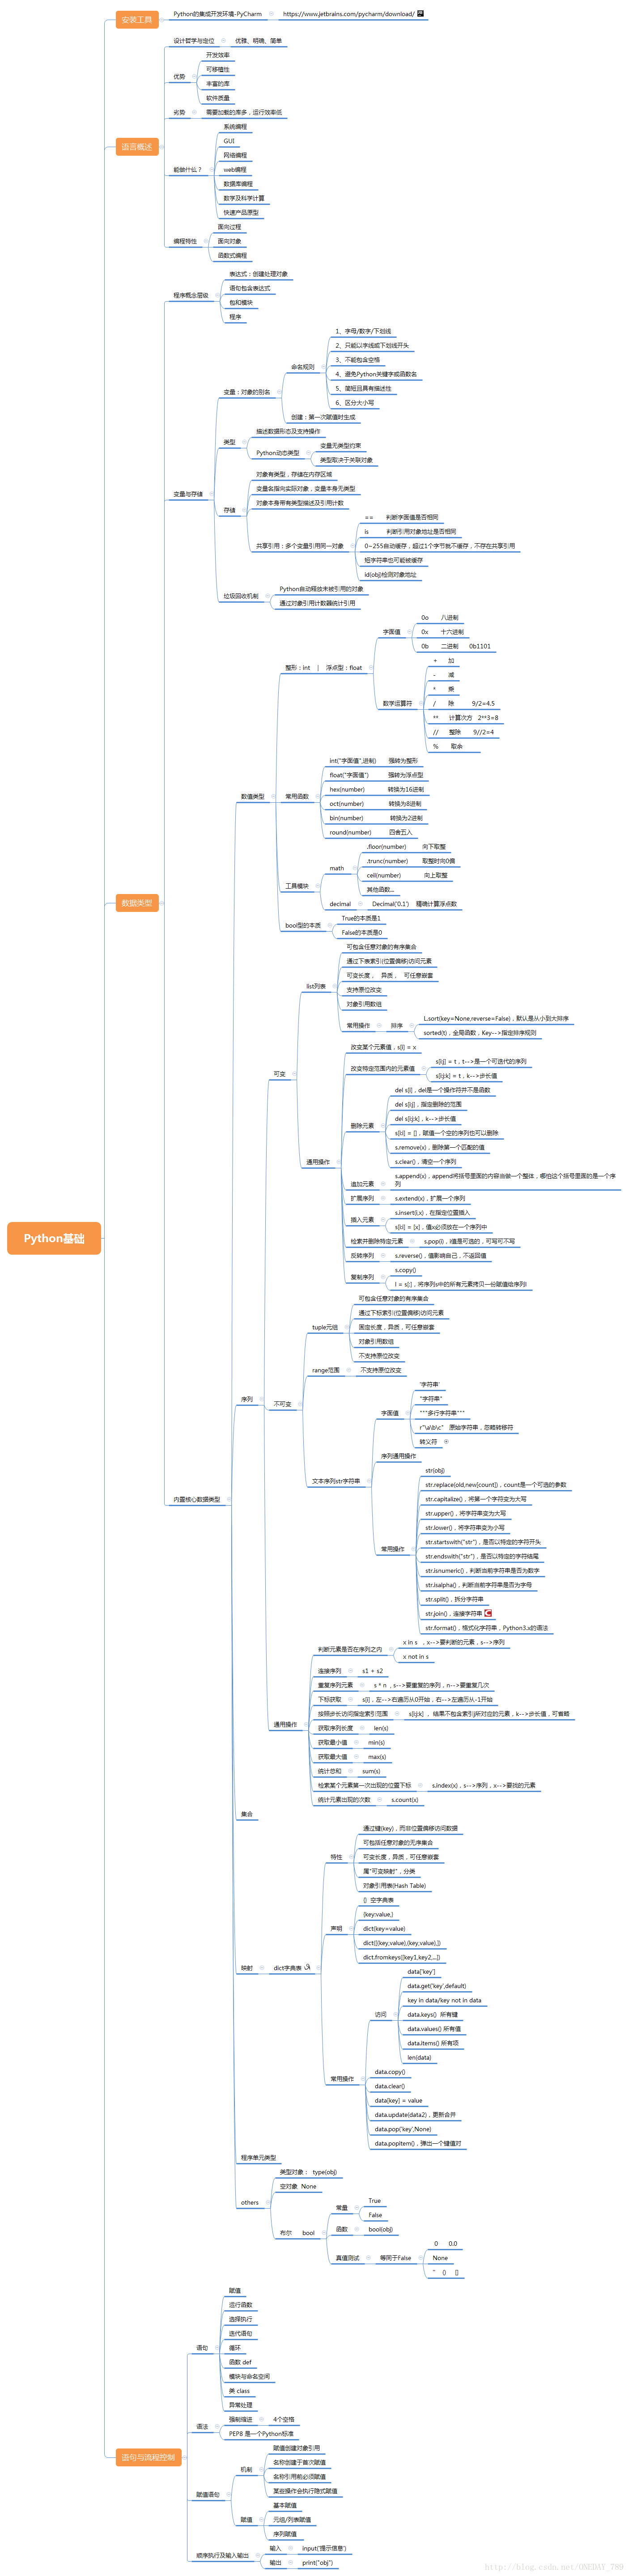 Python基础
安装工具
Python的集成开发环境-PyCharm
https://www.jetbrains.com/pycharm/download/
语言概述
设计哲学与定位
优雅、明确、简单
优势
开发效率
可移植性
丰富的库
软件质量
劣势
需要加载的库多，运行效率低
能做什么？
系统编程
GUI
网络编程
web编程
数据库编程
数学及科学计算
快速产品原型
编程特性
面向过程
面向对象
函数式编程
数据类型
程序概念层级
表达式：创建处理对象
语句包含表达式
包和模块
程序
变量与存储
变量：对象的别名
命名规则
1、字母/数字/下划线
2、只能以字线或下划线开头
3、不能包含空格
4、避免Python关键字或函数名
5、简短且具有描述性
6、区分大小写
创建：第一次赋值时生成
类型
描述数据形态及支持操作
Python动态类型
变量无类型约束
类型取决于关联对象
存储
对象有类型，存储在内存区域
变量名指向实际对象，变量本身无类型
对象本身带有类型描述及引用计数
共享引用：多个变量引用同一对象
== 判断字面值是否相同
is 判断引用对象地址是否相同
0~255自动缓存，超过1个字节就不缓存，不存在共享引用
短字符串也可能被缓存
id(obj)检测对象地址
垃圾回收机制
Python自动释放未被引用的对象
通过对象引用计数器统计引用
内置核心数据类型
数值类型
整形：int | 浮点型：float
字面值
0o 八进制
0x 十六进制
0b 二进制 0b1101
数学运算符
+ 加
- 减
* 乘
/ 除 9/2=4.5
** 计算次方 2**3=8
// 整除 9//2=4
% 取余
常用函数
int("字面值",进制) 强转为整形
float("字面值") 强转为浮点型
hex(number) 转换为16进制
oct(number) 转换为8进制
bin(number) 转换为2进制
round(number) 四舍五入
工具模块
math
.floor(number) 向下取整
.trunc(number) 取整时向0偏
cell(number) 向上取整
其他函数...
decimal
Decimal('0.1') 精确计算浮点数
bool型的本质
True的本质是1
False的本质是0
序列
可变
list列表
可包含任意对象的有序集合
通过下表索引(位置偏移)访问元素
可变长度， 异质， 可任意嵌套
支持原位改变
对象引用数组
常用操作
排序
L.sort(key=None,reverse=False)，默认是从小到大排序
sorted(t)，全局函数，Key-->指定排序规则
通用操作
改变某个元素值，s[i] = x
改变特定范围内的元素值
s[i:j] = t，t-->是一个可迭代的序列
s[i:j:k] = t，k-->步长值
删除元素
del s[i]，del是一个操作符并不是函数
del s[i:j]，指定删除的范围
del s[i:j:k]，k-->步长值
s[i:i] = []，赋值一个空的序列也可以删除
s.remove(x)，删除第一个匹配的值
s.clear()，清空一个序列
追加元素
s.append(x)，append将括号里面的内容当做一个整体，哪怕这个括号里面的是一个序
列
扩展序列
s.extend(x)，扩展一个序列
插入元素
s.insert(i,x)，在指定位置插入
s[i:i] = [x]，值x必须放在一个序列中
检索并删除特定元素
s.pop(i)，i值是可选的，可写可不写
反转序列
s.reverse()，值影响自己，不返回值
复制序列
s.copy()
l = s[:]，将序列s中的所有元素拷贝一份赋值给序列l
不可变
tuple元组
可包含任意对象的有序集合
通过下标索引(位置偏移)访问元素
固定长度，异质，可任意嵌套
对象引用数组
不支持原位改变
range范围
不支持原位改变
文本序列str字符串
字面值
'字符串'
"字符串"
"""多行字符串"""
r"\a\b\c" 原始字符串，忽略转移符
转义符
序列通用操作
常用操作
str(obj)
str.replace(old,new[count])，count是一个可选的参数
str.capitalize()，将第一个字符变为大写
str.upper()，将字符串变为大写
str.lower()，将字符串变为小写
str.startswith("str")，是否以特定的字符开头
str.endswith("str")，是否以特定的字符结尾
str.isnumeric()，判断当前字符串是否为数字
str.isalpha()，判断当前字符串是否为字母
str.split()，拆分字符串
str.join()，连接字符串
str.format()，格式化字符串，Python3.x的语法
通用操作
判断元素是否在序列之内
x in s ，x-->要判断的元素，s-->序列
x not in s
连接序列
s1 + s2
重复序列元素
s * n ，s-->要重复的序列，n-->要重复几次
下标获取
s[i]，左-->右遍历从0开始，右-->左遍历从-1开始
按照步长访问指定索引范围
s[i:j:k] ， 结果不包含索引j所对应的元素，k-->步长值，可省略
获取序列长度
len(s)
获取最小值
min(s)
获取最大值
max(s)
统计总和
sum(s)
检索某个元素第一次出现的位置下标
s.index(x)，s-->序列，x-->要找的元素
统计元素出现的次数
s.count(x)
集合
映射
dict字典表
特性
通过键(key)，而非位置偏移访问数据
可包括任意对象的无序集合
可变长度，异质，可任意嵌套
属"可变映射"，分类
对象引用表(Hash Table)
声明
{} 空字典表
{key:value,}
dict(key=value)
dict([(key,value),(key,value),])
dict.fromkeys([key1,key2,...])
常用操作
访问
data['key']
data.get('key',default)
key in data/key not in data
data.keys() 所有键
data.values() 所有值
data.items() 所有项
len(data)
data.copy()
data.clear()
data[key] = value
data.update(data2)，更新合并
data.pop('key',None)
data.popitem()，弹出一个键值对
程序单元类型
others
类型对象： type(obj)
空对象 None
布尔 bool
常量
True
False
函数
bool(obj)
真值测试
等同于False
0 0.0
None
'' {} []
语句与流程控制
语句
赋值
运行函数
选择执行
迭代语句
循环
函数 def
模块与命名空间
类 class
异常处理
语法
强制缩进
4个空格
PEP8 是一个Python标准
赋值语句
机制
赋值创建对象引用
名称创建于首次赋值
名称引用前必须赋值
某些操作会执行隐式赋值
赋值
基本赋值
元组/列表赋值
序列赋值
顺序执行及输入输出
输入
input('提示信息')
输出
print("obj")
http://blog.csdn.net/ONEDAY_789